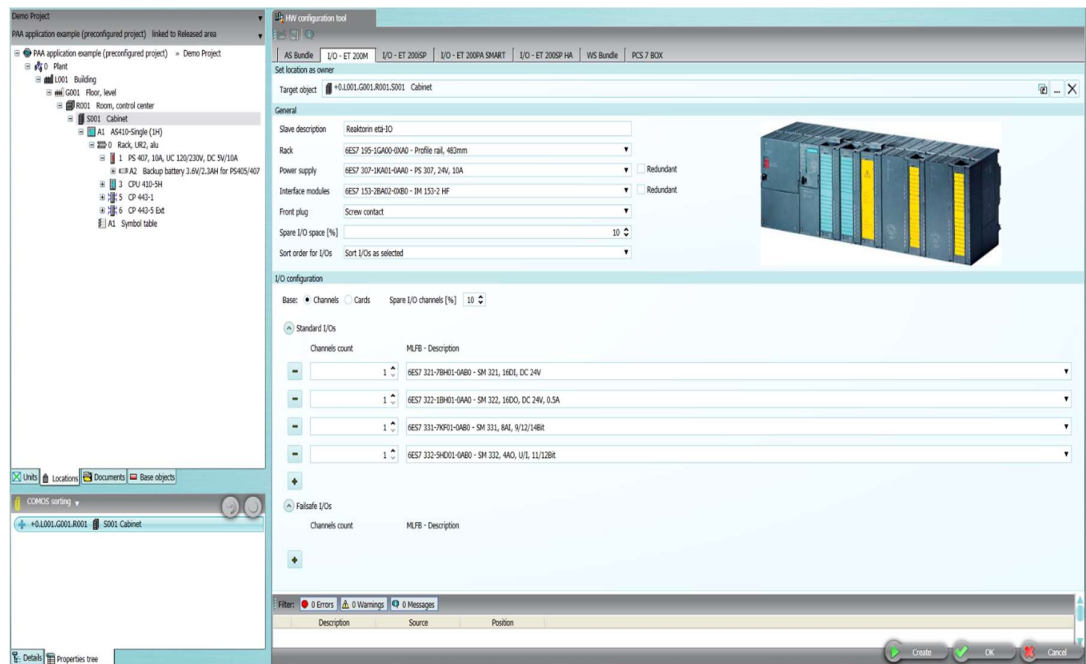 Demo Project
PAA application example (preconfigured project) linked to Released area
PAA application example (preconfigured project) » Demo Project
0 Plant
L001 Building
G001 Floor, level
R001 Room, control center
S001 Cabinet
A1 AS410-Single (1H)
0 Rack, UR2, alu
1 PS 407, 10A, UC 120/230V, DC 5V/10A
A2 Backup battery 3.6V/2.3AH for PS405/407
3 CPU 410-5H
5 CP 443-1
6 CP 443-5 Ext
A1 Symbol table
Units Locations Documents Base objects
COMOS sorting
+0.L001.G001.R001 S001 Cabinet
Details Properties tree
HW configuration tool
AS Bundle I/O - ET 200M I/O - ET 200iSP I/O - ET 200PA SMART I/O - ET 200SP HA WS Bundle PCS 7 BOX
Set location as owner
Target object +0.L001.G001.R001.S001 Cabinet ...
General
Slave description Reaktorin etä-IO
Rack 6ES7 195-1GA00-0XA0 - Profile rail, 483mm
Power supply 6ES7 307-1KA01-0AA0 - PS 307, 24V, 10A Redundant
Interface modules 6ES7 153-2BA02-0XB0 - IM 153-2 HF Redundant
Front plug Screw contact
Spare I/O space [%] 10
Sort order for I/Os Sort I/Os as selected
I/O configuration
Base: Channels Cards Spare I/O channels [%] 10
Standard I/Os
Channels count MLFB - Description
1 6ES7 321-7BH01-0AB0 - SM 321, 16DI, DC 24V
1 6ES7 322-1BH01-0AA0 - SM 322, 16DO, DC 24V, 0.5A
1 6ES7 331-7KF01-0AB0 - SM 331, 8AI, 9/12/14Bit
1 6ES7 332-5HD01-0AB0 - SM 332, 4AO, U/I, 11/12Bit
Failsafe I/Os
Channels count MLFB - Description
Filter: 0 Errors 0 Warnings 0 Messages
Description Source Position
Create OK Cancel